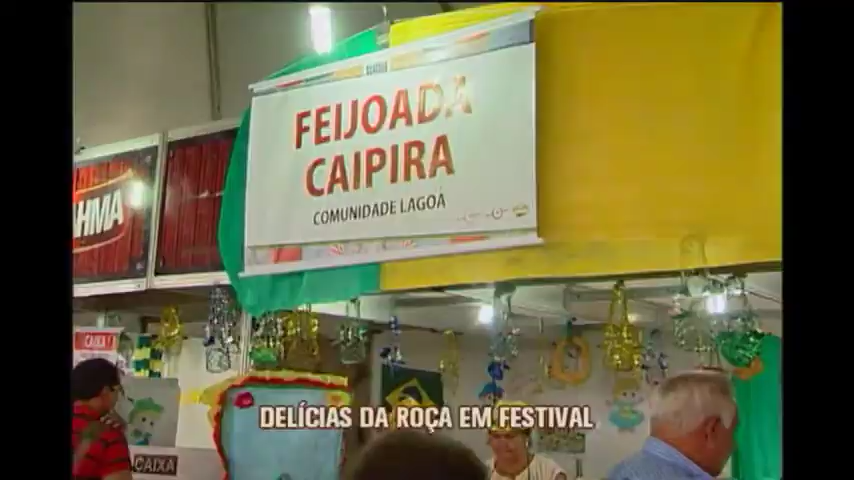 FEIJOADA
CAIPIRA
COMUNIDADE LAGOA
HMA
CAIXA!
DELÍCIAS DA ROÇA EM FESTIVAL
CAIXA